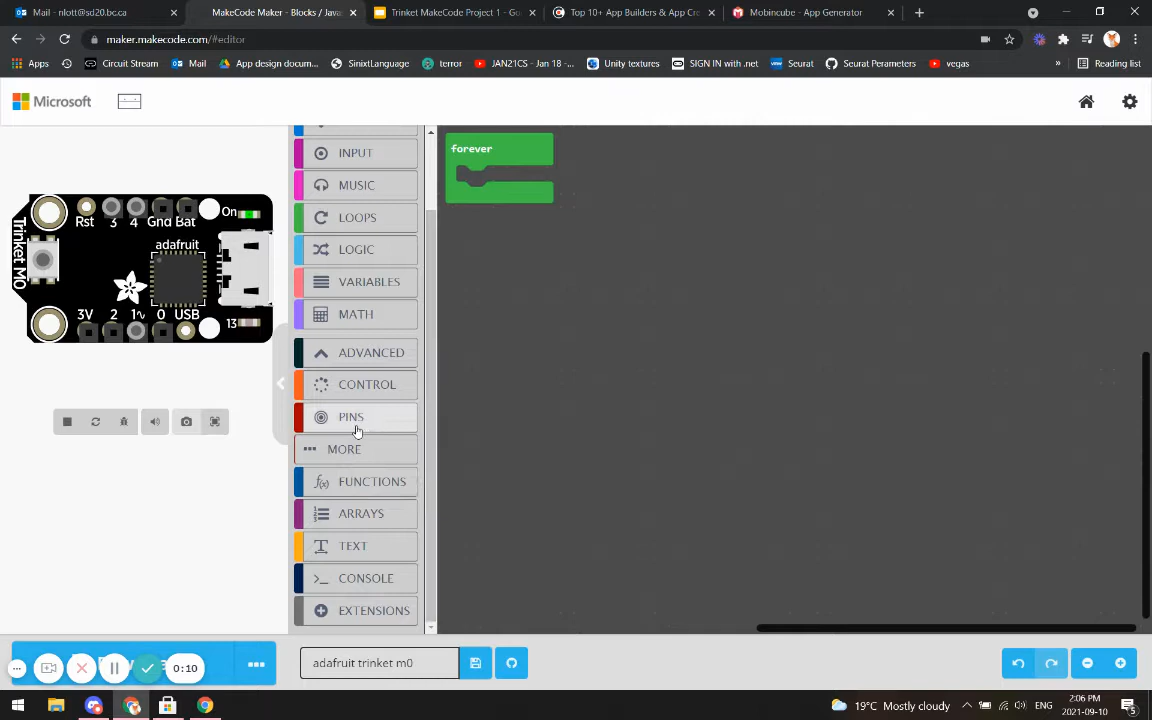 Mail - nlott@sd20.bc.ca
MakeCode Maker - Blocks / Javas
Trinket MakeCode Project 1 - Go
Top 10+ App Builders & App Cre
Mobincube - App Generator
maker.makecode.com/#editor
Apps
Circuit Stream
Mail
App design docum...
SinixtLanguage
terror
JAN21CS - Jan 18 -...
Unity textures
SIGN IN with .net
Seurat
Seurat Perameters
vegas
»
Reading list
Microsoft
Rst 3 4 Gnd Bat On
adafruit
Trinket M0
3V 2 1~ 0 USB 13
INPUT
MUSIC
LOOPS
LOGIC
VARIABLES
MATH
ADVANCED
CONTROL
PINS
MORE
FUNCTIONS
ARRAYS
TEXT
CONSOLE
EXTENSIONS
forever
0:10
adafruit trinket m0
19°C Mostly cloudy
ENG
2:06 PM
2021-09-10
5